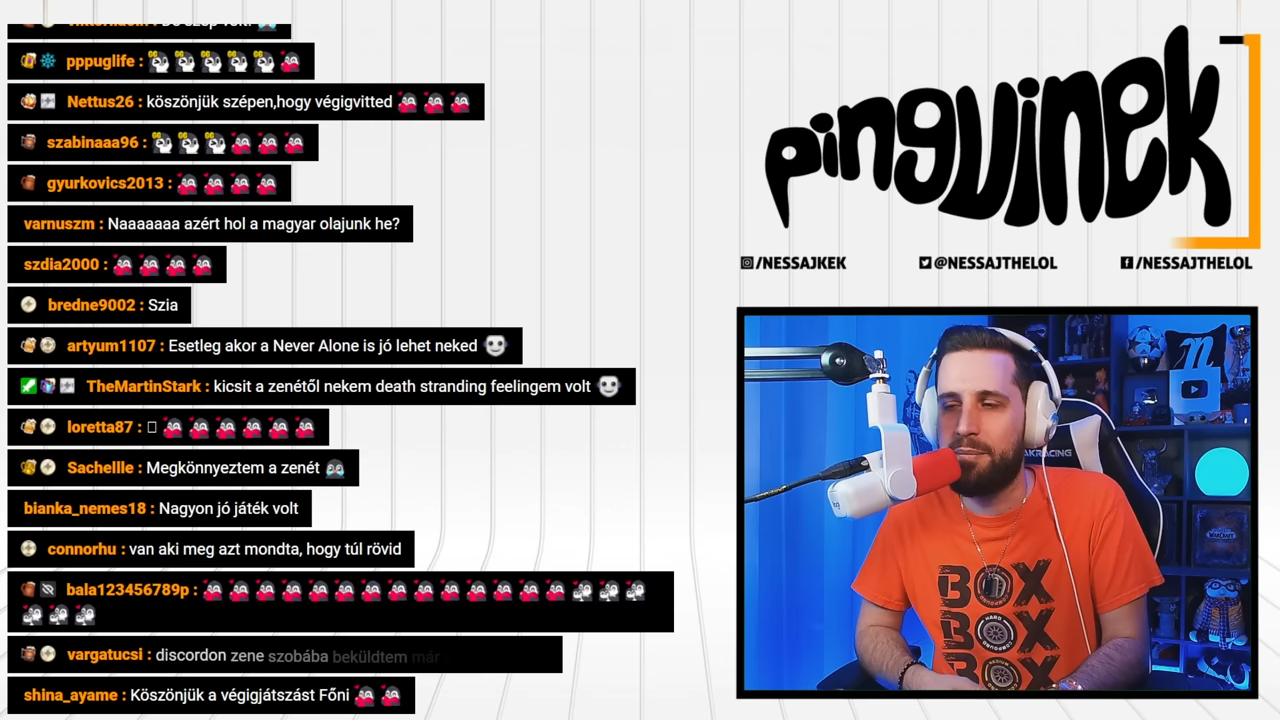 pppuglife :
Nettus26 : köszönjük szépen,hogy végigvitted
szabinaaa96 :
gyurkovics2013 :
varnuszm : Naaaaaaa azért hol a magyar olajunk he?
szdia2000 :
bredne9002 : Szia
artyum1107 : Esetleg akor a Never Alone is jó lehet neked
TheMartinStark : kicsit a zenétől nekem death stranding feelingem volt
loretta87 :
Sachellle : Megkönnyeztem a zenét
bianka_nemes18 : Nagyon jó játék volt
connorhu : van aki meg azt mondta, hogy túl rövid
bala123456789p :
vargatucsi : discordon zene szobába beküldtem már
shina_ayame : Köszönjük a végigjátszást Főni
pingvinek
/NESSAJKEK
@NESSAJTHELOL
/NESSAJTHELOL
AKRACING
n
WARCRAFT
BOX
BOX
BOX